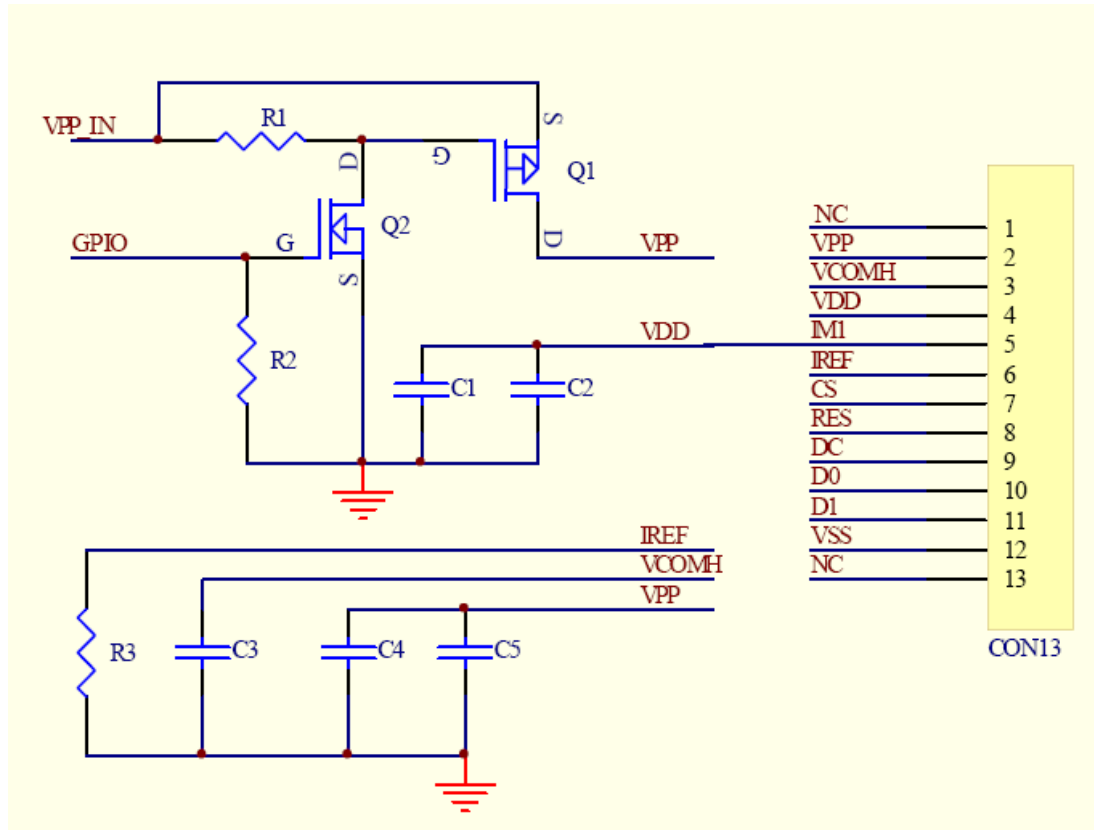 R1
VPP_IN
S
D
G
Q1
Q2
NC
1
GPIO
G
D
VPP
VPP
2
S
VCOMH
3
VDD
4
VDD
IM1
5
R2
IREF
6
C1
C2
CS
7
RES
8
DC
9
D0
10
D1
11
IREF
VSS
12
VCOMH
NC
13
VPP
R3
C3
C4
C5
CON13